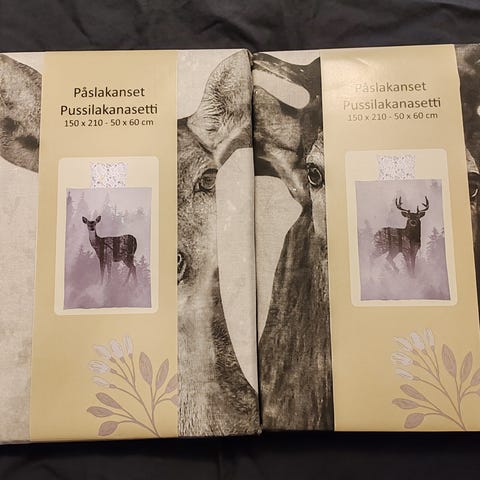 Påslakanset
Pussilakanasetti
150 x 210 - 50 x 60 cm
Påslakanset
Pussilakanasetti
150 x 210 - 50 x 60 cm